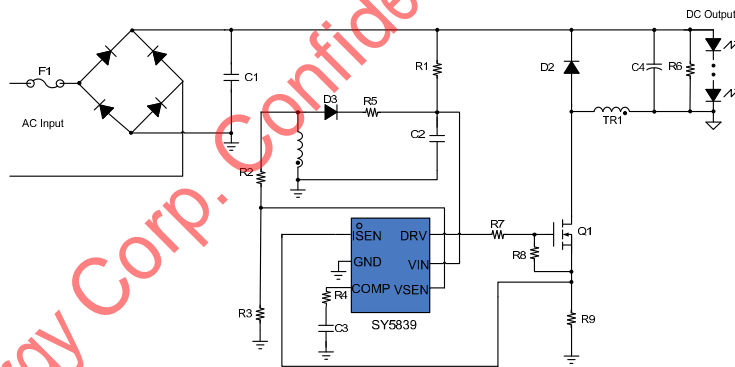 DC Output
F1
AC Input
C1
R1
D3
R5
C2
R2
D2
C4
R6
TR1
ISEN
DRV
GND
VIN
COMP
VSEN
SY5839
R7
R8
Q1
R4
C3
R3
R9
rgy Corp. Confide